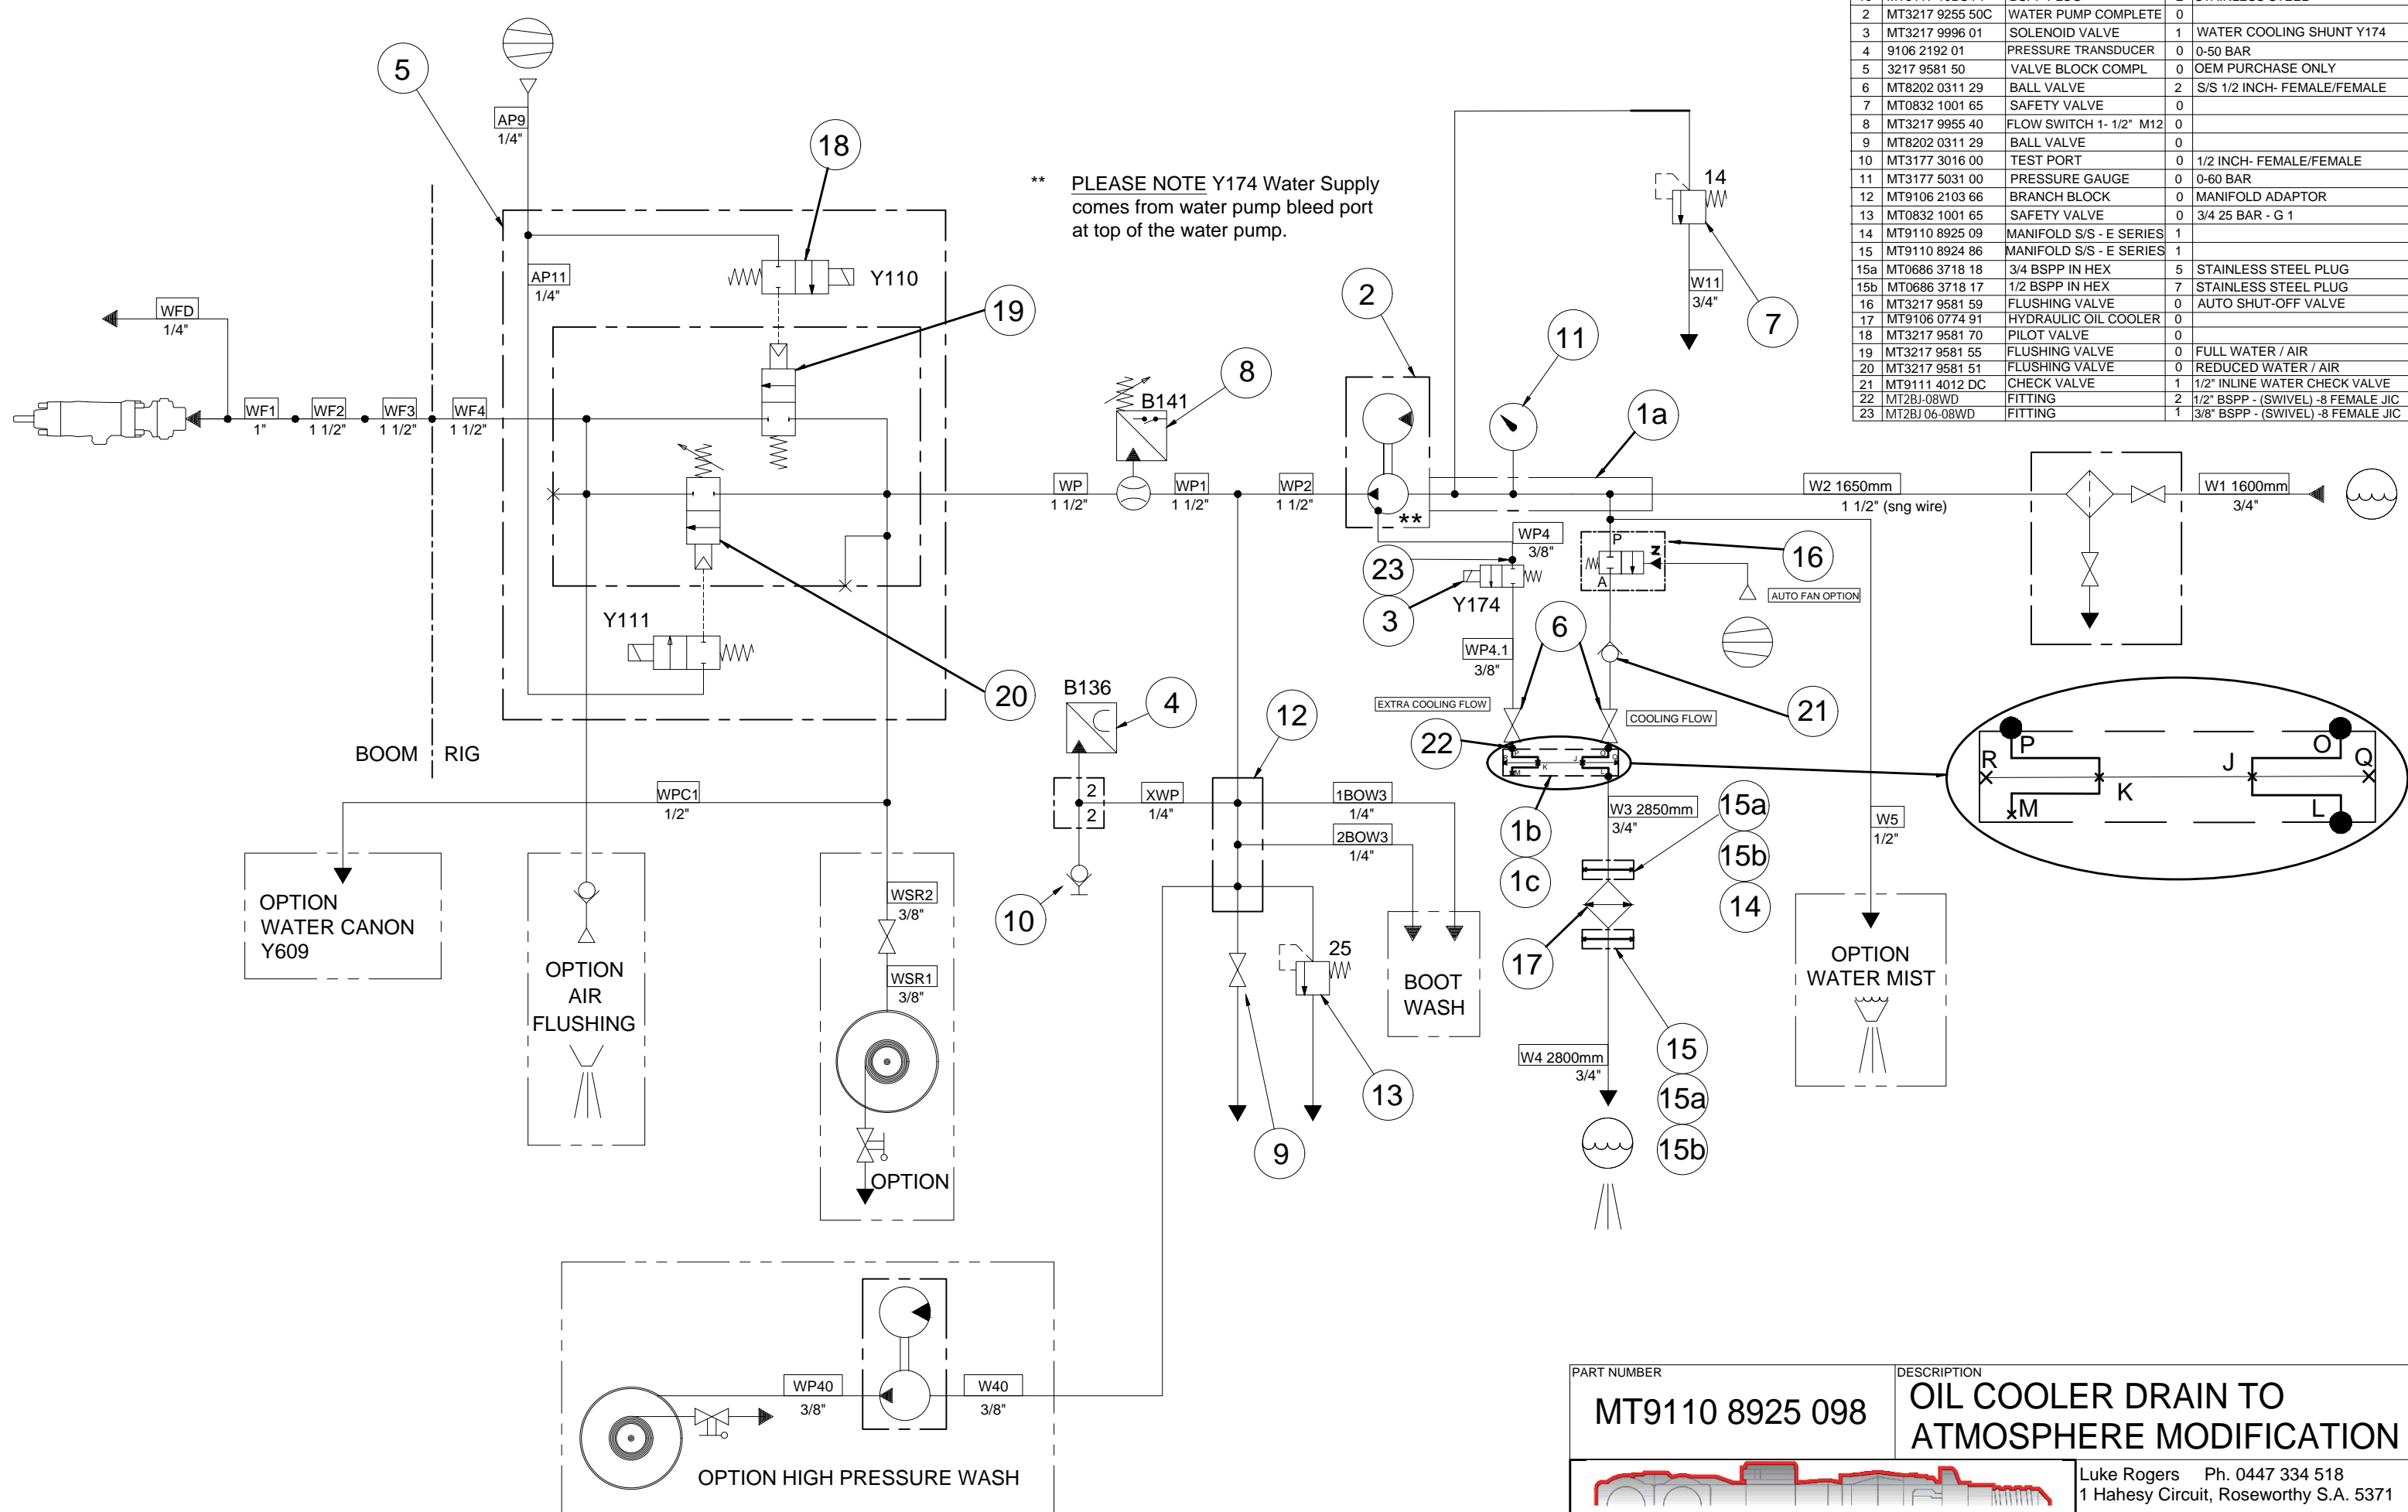 2 MT3217 9255 50C WATER PUMP COMPLETE 0
3 MT3217 9996 01 SOLENOID VALVE 1 WATER COOLING SHUNT Y174
4 9106 2192 01 PRESSURE TRANSDUCER 0 0-50 BAR
5 3217 9581 50 VALVE BLOCK COMPL 0 OEM PURCHASE ONLY
6 MT8202 0311 29 BALL VALVE 2 S/S 1/2 INCH- FEMALE/FEMALE
7 MT0832 1001 65 SAFETY VALVE 0
8 MT3217 9955 40 FLOW SWITCH 1- 1/2" M12 0
9 MT8202 0311 29 BALL VALVE 0
10 MT3177 3016 00 TEST PORT 0 1/2 INCH- FEMALE/FEMALE
11 MT3177 5031 00 PRESSURE GAUGE 0 0-60 BAR
12 MT9106 2103 66 BRANCH BLOCK 0 MANIFOLD ADAPTOR
13 MT0832 1001 65 SAFETY VALVE 0 3/4 25 BAR - G 1
14 MT9110 8925 09 MANIFOLD S/S - E SERIES 1
15 MT9110 8924 86 MANIFOLD S/S - E SERIES 1
15a MT0686 3718 18 3/4 BSPP IN HEX 5 STAINLESS STEEL PLUG
15b MT0686 3718 17 1/2 BSPP IN HEX 7 STAINLESS STEEL PLUG
16 MT3217 9581 59 FLUSHING VALVE 0 AUTO SHUT-OFF VALVE
17 MT9106 0774 91 HYDRAULIC OIL COOLER 0
18 MT3217 9581 70 PILOT VALVE 0
19 MT3217 9581 55 FLUSHING VALVE 0 FULL WATER / AIR
20 MT3217 9581 51 FLUSHING VALVE 0 REDUCED WATER / AIR
21 MT9111 4012 DC CHECK VALVE 1 1/2" INLINE WATER CHECK VALVE
22 MT2BJ-08WD FITTING 2 1/2" BSPP - (SWIVEL) -8 FEMALE JIC
23 MT2BJ 06-08WD FITTING 1 3/8" BSPP - (SWIVEL) -8 FEMALE JIC
5
AP9
1/4"
18
** PLEASE NOTE Y174 Water Supply
comes from water pump bleed port
at top of the water pump.
14
AP11
1/4"
Y110
W11
3/4"
2
7
19
11
WFD
1/4"
8
B141
1a
WF1
1"
WF2
1 1/2"
WF3
1 1/2"
WF4
1 1/2"
WP
1 1/2"
WP1
1 1/2"
WP2
1 1/2"
**
W2 1650mm
1 1/2" (sng wire)
W1 1600mm
3/4"
WP4
3/8"
P
A
16
23
3
Y174
AUTO FAN OPTION
Y111
6
WP4.1
3/8"
20
B136
4
12
EXTRA COOLING FLOW
COOLING FLOW
21
22
P
O
R
Q
K
J
M
L
P
O
R
Q
J
K
M
L
BOOM
RIG
WPC1
1/2"
2
2
XWP
1/4"
1BOW3
1/4"
2BOW3
1/4"
1b
1c
W3 2850mm
3/4"
15a
15b
14
W5
1/2"
10
17
OPTION
WATER CANON
Y609
OPTION
AIR
FLUSHING
WSR2
3/8"
WSR1
3/8"
OPTION
25
BOOT
WASH
OPTION
WATER MIST
W4 2800mm
3/4"
15
15a
15b
13
9
WP40
3/8"
W40
3/8"
OPTION HIGH PRESSURE WASH
PART NUMBER
MT9110 8925 098
DESCRIPTION
OIL COOLER DRAIN TO
ATMOSPHERE MODIFICATION
Luke Rogers Ph. 0447 334 518
1 Hahesy Circuit, Roseworthy S.A. 5371